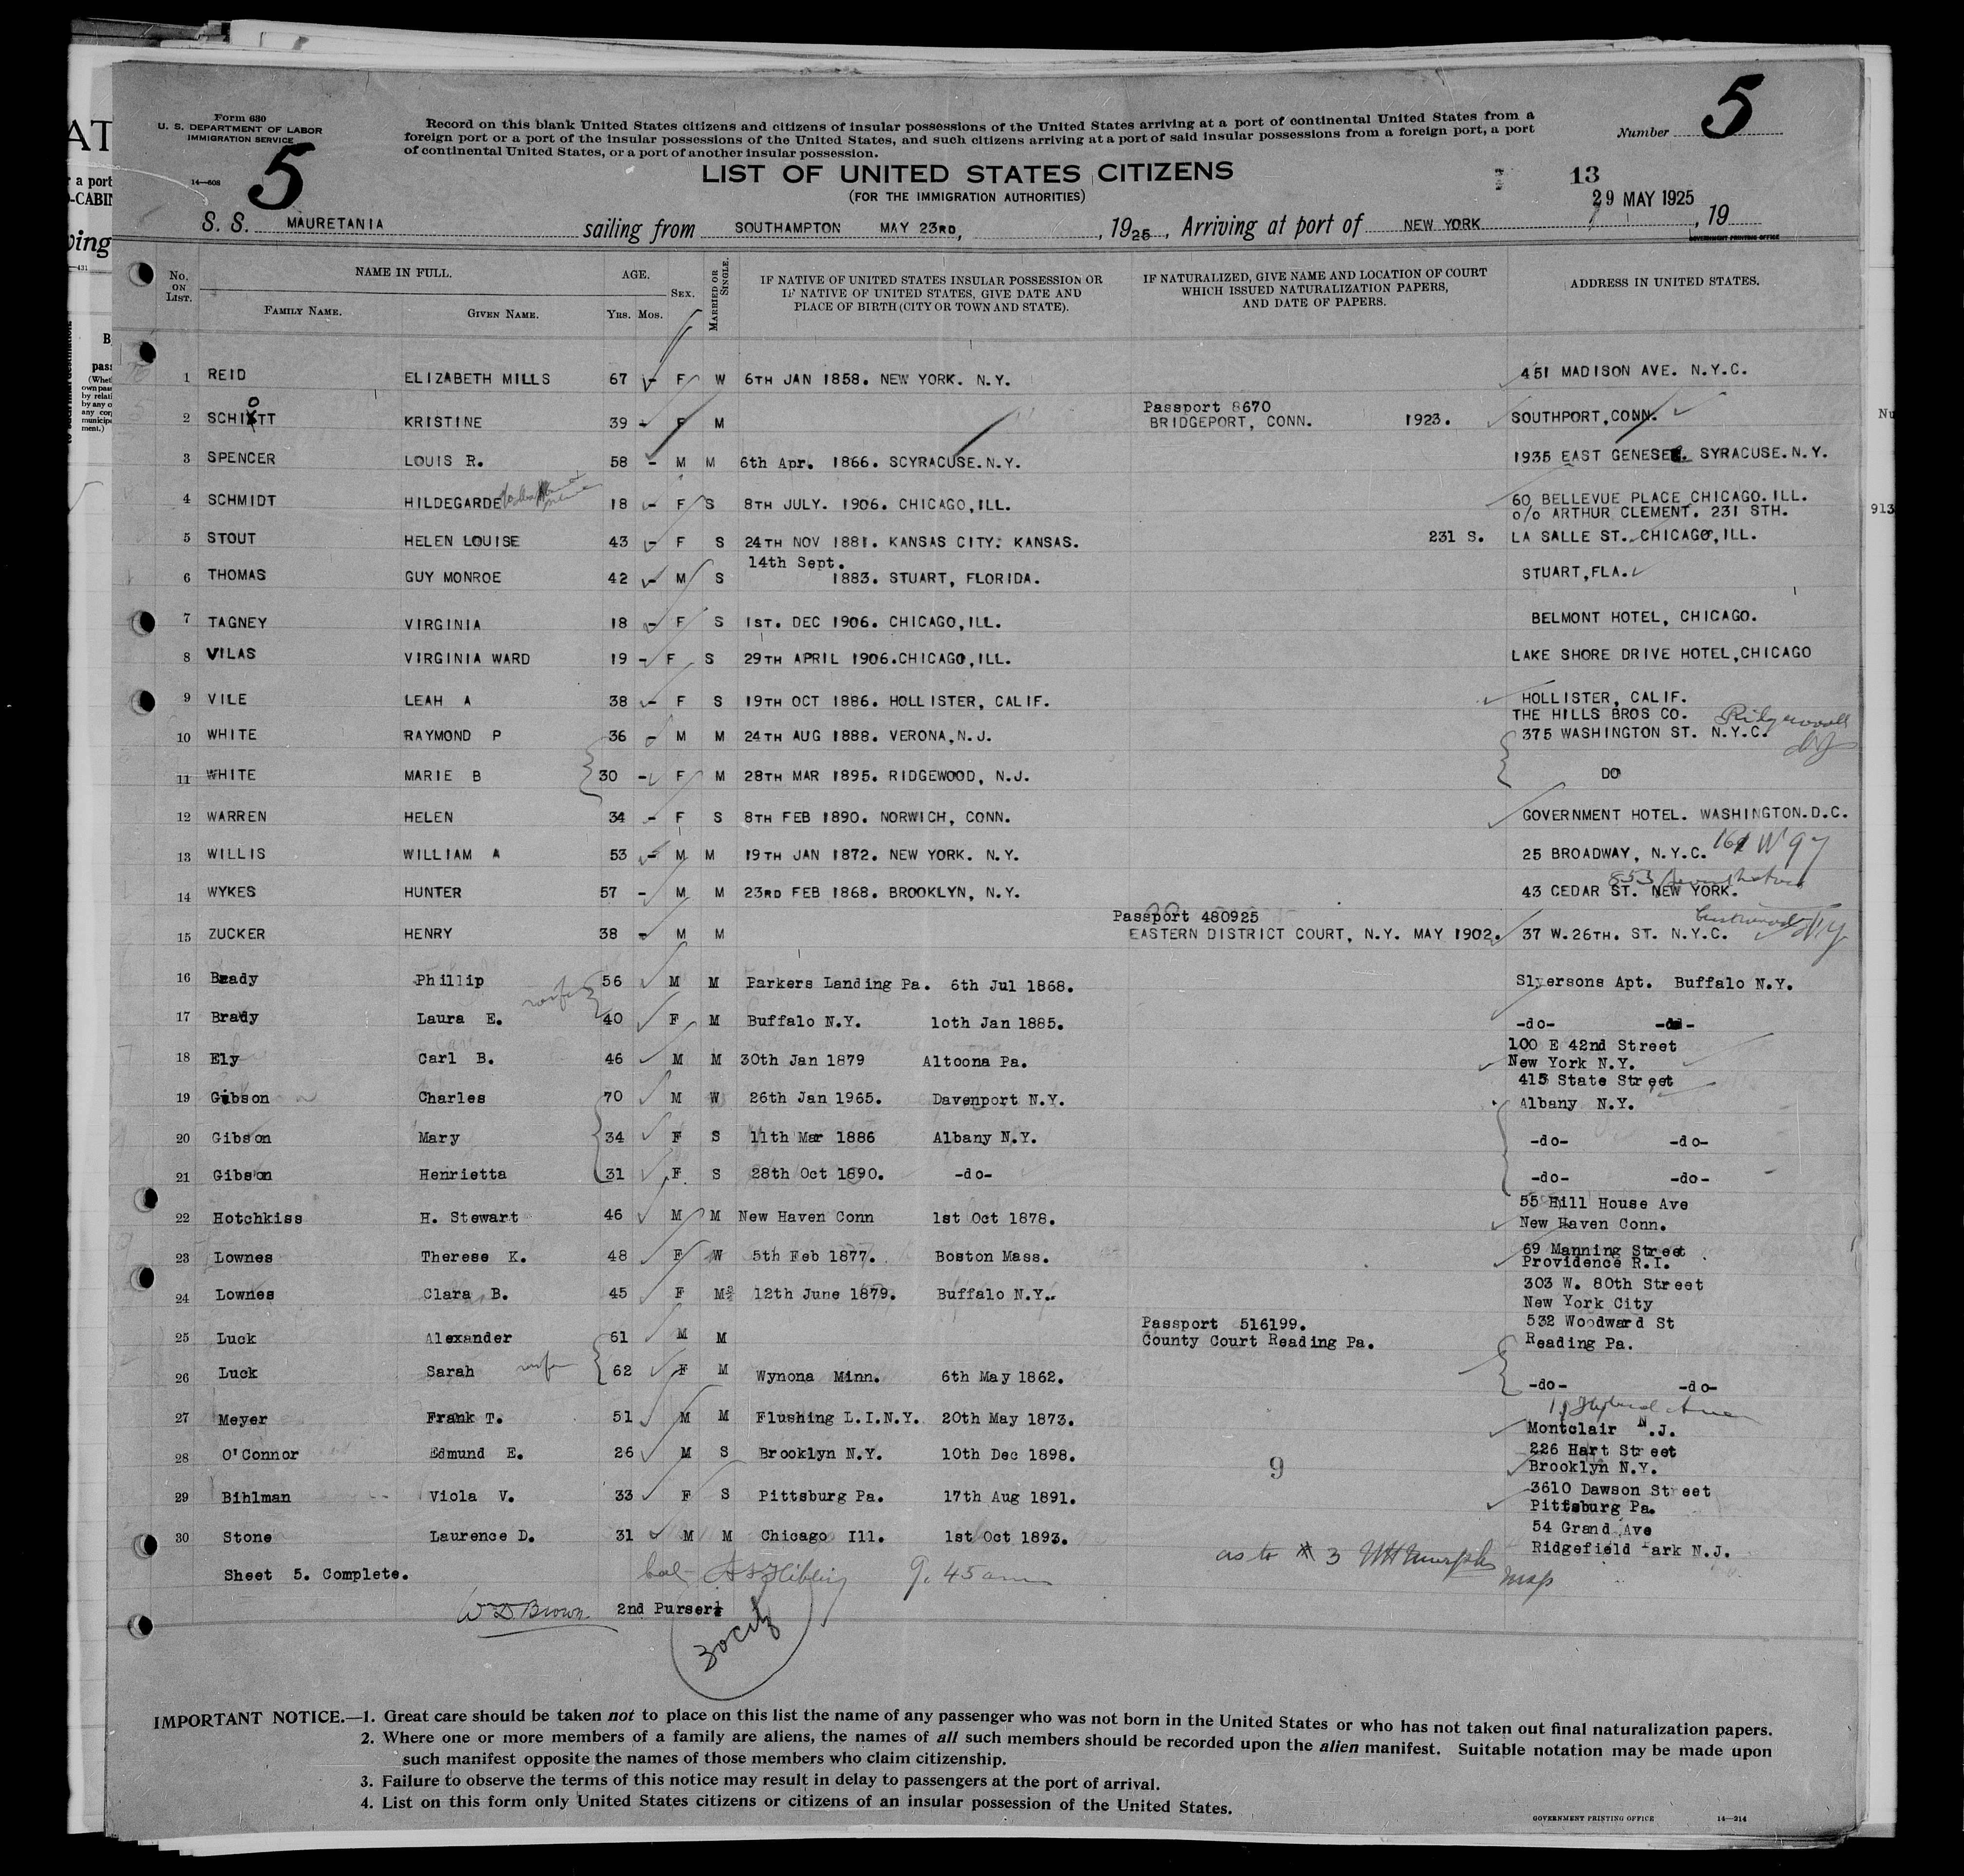 Form 630
U. S. DEPARTMENT OF LABOR
IMMIGRATION SERVICE
14—608
5
Record on this blank United States citizens and citizens of insular possessions of the United States arriving at a port of continental United States from a
foreign port or a port of the insular possessions of the United States, and such citizens arriving at a port of said insular possessions from a foreign port, a port
of continental United States, or a port of another insular possession.
Number 5
LIST OF UNITED STATES CITIZENS
(FOR THE IMMIGRATION AUTHORITIES)
13
29 MAY 1925
S. S. MAURETANIA sailing from SOUTHAMPTON MAY 23RD, , 1925 , Arriving at port of NEW YORK , 19
GOVERNMENT PRINTING OFFICE
No. ON LIST. NAME IN FULL. AGE. SEX. MARRIED OR SINGLE. IF NATIVE OF UNITED STATES INSULAR POSSESSION OR IF NATIVE OF UNITED STATES, GIVE DATE AND PLACE OF BIRTH (CITY OR TOWN AND STATE). IF NATURALIZED, GIVE NAME AND LOCATION OF COURT WHICH ISSUED NATURALIZATION PAPERS, AND DATE OF PAPERS. ADDRESS IN UNITED STATES.
FAMILY NAME. GIVEN NAME. YRS. MOS.
1 REID ELIZABETH MILLS 67 - F W 6TH JAN 1858. NEW YORK. N.Y. 451 MADISON AVE. N.Y.C.
Passport 8670
2 SCHIØTT KRISTINE 39 - F M BRIDGEPORT, CONN. 1923. SOUTHPORT, CONN.
3 SPENCER LOUIS R. 58 - M M 6th Apr. 1866. SCYRACUSE.N.Y. 1935 EAST GENESEE. SYRACUSE.N.Y.
4 SCHMIDT HILDEGARDE 18 - F S 8TH JULY. 1906. CHICAGO,ILL. 60 BELLEVUE PLACE CHICAGO.ILL.
o/o ARTHUR CLEMENT. 231 STH.
5 STOUT HELEN LOUISE 43 - F S 24TH NOV 1881. KANSAS CITY. KANSAS. 231 S. LA SALLE ST. CHICAGO,ILL.
14th Sept.
6 THOMAS GUY MONROE 42 - M S 1883. STUART, FLORIDA. STUART,FLA.
7 TAGNEY VIRGINIA 18 - F S 1ST. DEC 1906. CHICAGO,ILL. BELMONT HOTEL, CHICAGO.
8 VILAS VIRGINIA WARD 19 - F S 29TH APRIL 1906.CHICAGO,ILL. LAKE SHORE DRIVE HOTEL,CHICAGO
9 VILE LEAH A 38 - F S 19TH OCT 1886. HOLLISTER, CALIF. HOLLISTER, CALIF.
THE HILLS BROS CO. Ridgewood
10 WHITE RAYMOND P 36 - M M 24TH AUG 1888. VERONA,N.J. 375 WASHINGTON ST. N.Y.C. NJ
11 WHITE MARIE B 30 - F M 28TH MAR 1895. RIDGEWOOD, N.J. DO
12 WARREN HELEN 34 - F S 8TH FEB 1890. NORWICH, CONN. GOVERNMENT HOTEL. WASHINGTON.D.C.
13 WILLIS WILLIAM A 53 - M M 19TH JAN 1872. NEW YORK. N.Y. 25 BROADWAY, N.Y.C.
853
14 WYKES HUNTER 57 - M M 23RD FEB 1868. BROOKLYN, N.Y. 43 CEDAR ST. NEW YORK.
Passport 480925
15 ZUCKER HENRY 38 - M M EASTERN DISTRICT COURT, N.Y. MAY 1902. 37 W.26TH. ST. N.Y.C. NY
16 Brady Phillip 56 M M Parkers Landing Pa. 6th Jul 1868. Slyersons Apt. Buffalo N.Y.
17 Brady Laura E. wife 40 F M Buffalo N.Y. 1oth Jan 1885. -do- -do-
18 Ely Carl B. 46 M M 30th Jan 1879 Altoona Pa. 100 E 42nd Street
New York N.Y.
415 State Street
19 Gibson Charles 70 M W 26th Jan 1965. Davenport N.Y. Albany N.Y.
20 Gibson Mary 34 F S 11th Mar 1886 Albany N.Y. -do- -do-
21 Gibson Henrietta 31 F S 28th Oct 1890. -do- -do- -do-
55 Hill House Ave
22 Hotchkiss H. Stewart 46 M M New Haven Conn 1st Oct 1878. New Haven Conn.
23 Lownes Therese K. 48 F W 5th Feb 1877. Boston Mass. 69 Manning Street
Providence R.I.
24 Lownes Clara B. 45 F M 12th June 1879. Buffalo N.Y. 303 W. 80th Street
New York City
Passport 516199. 532 Woodward St
25 Luck Alexander 61 M M County Court Reading Pa. Reading Pa.
26 Luck Sarah wife 62 F M Wynona Minn. 6th May 1862. -do- -do-
27 Meyer Frank T. 51 M M Flushing L.I.N.Y. 20th May 1873. Montclair N.J.
226 Hart Street
28 O'Connor Edmund E. 26 M S Brooklyn N.Y. 10th Dec 1898. 9 Brooklyn N.Y.
3610 Dawson Street
29 Bihlman Viola V. 33 F S Pittsburg Pa. 17th Aug 1891. Pittsburg Pa.
54 Grand Ave
30 Stone Laurence D. 31 M M Chicago Ill. 1st Oct 1893. Ridgefield ark N.J.
Sheet 5. Complete. 9.45 am as to # 3 insp
W D Brown 2nd Purser
30 citz
IMPORTANT NOTICE.—1. Great care should be taken not to place on this list the name of any passenger who was not born in the United States or who has not taken out final naturalization papers.
2. Where one or more members of a family are aliens, the names of all such members should be recorded upon the alien manifest. Suitable notation may be made upon
such manifest opposite the names of those members who claim citizenship.
3. Failure to observe the terms of this notice may result in delay to passengers at the port of arrival.
4. List on this form only United States citizens or citizens of an insular possession of the United States.
GOVERNMENT PRINTING OFFICE 14—314